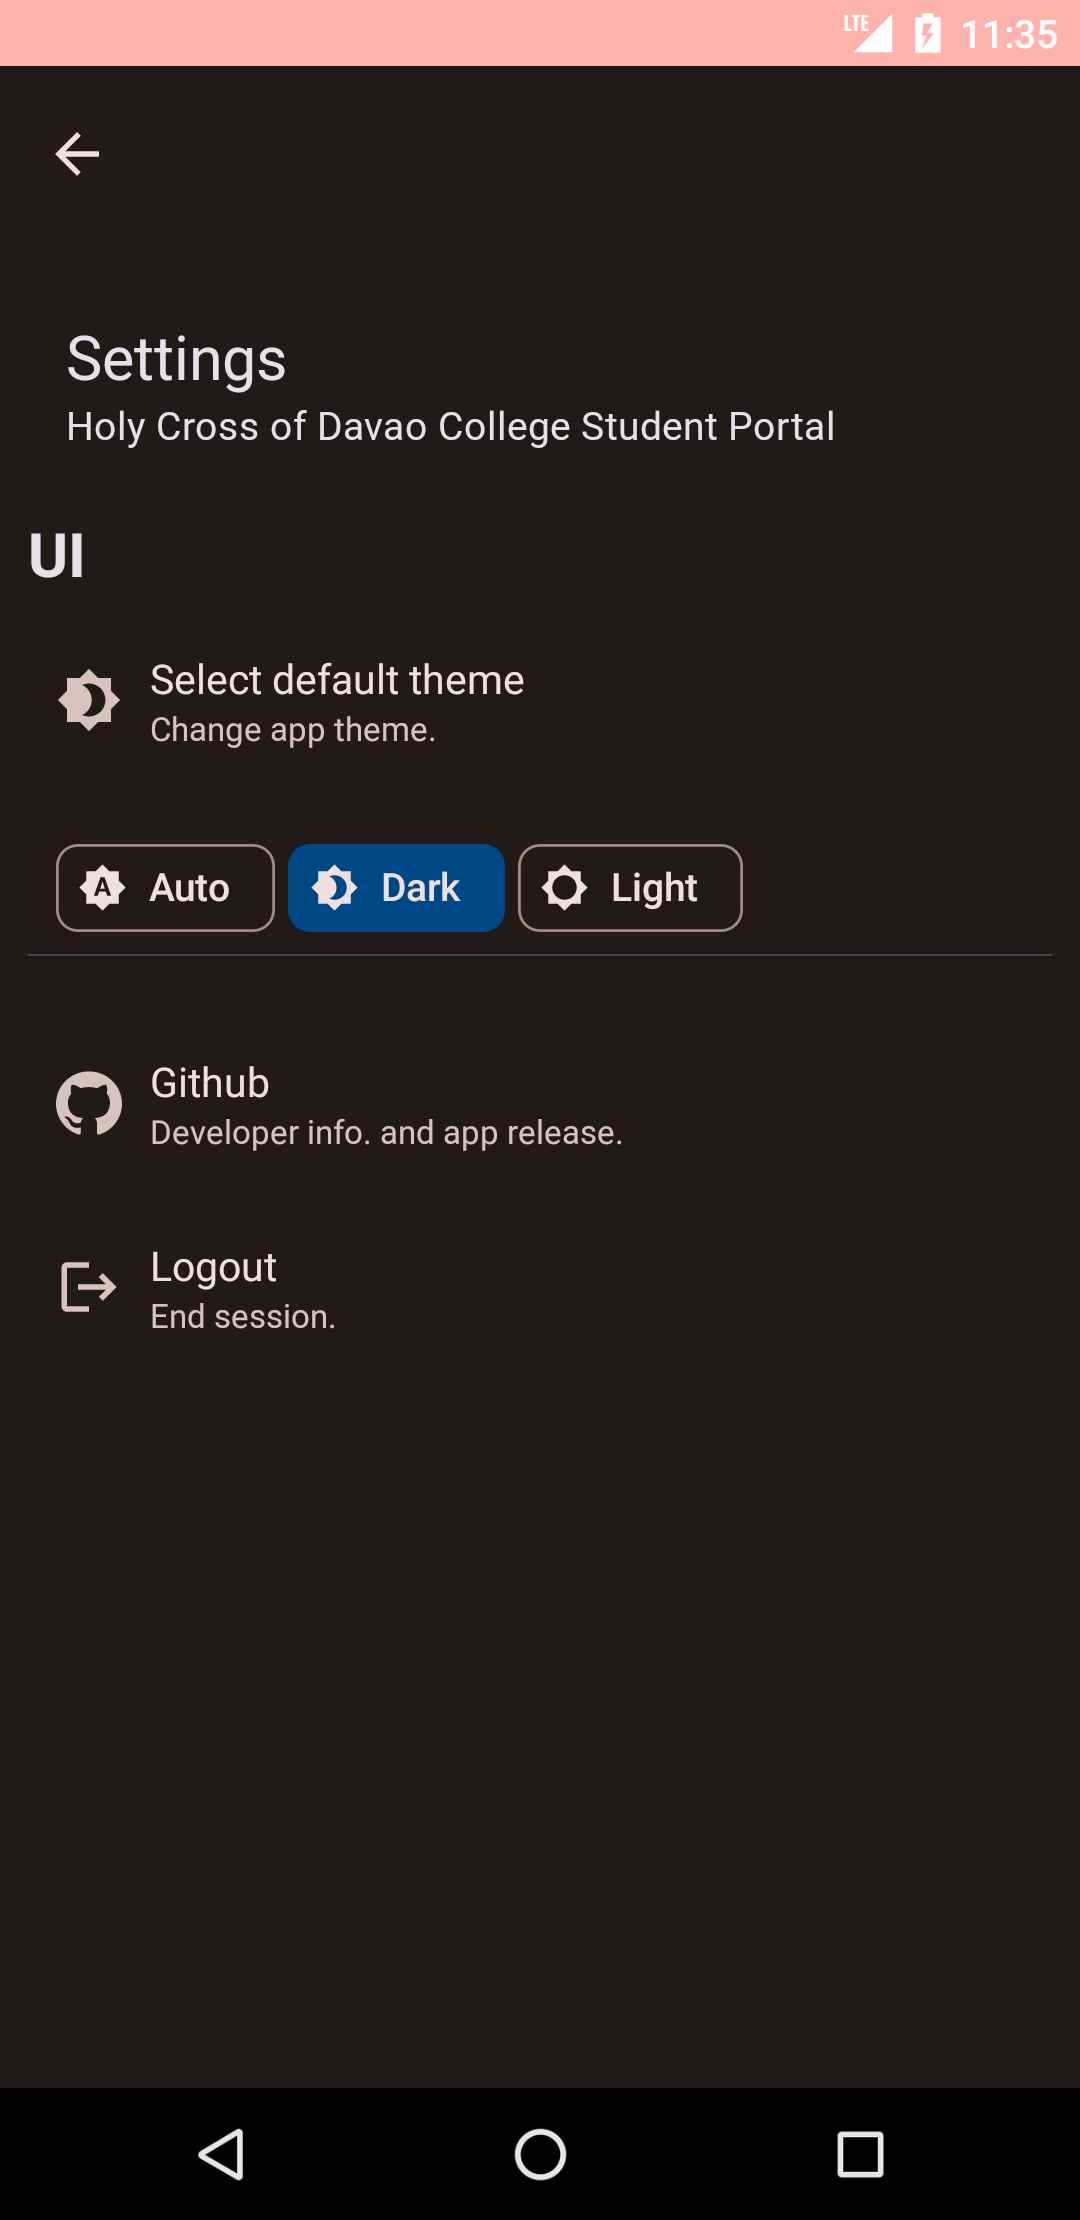 LTE 11:35
Settings
Holy Cross of Davao College Student Portal
UI
Select default theme
Change app theme.
A Auto Dark Light
Github
Developer info. and app release.
Logout
End session.